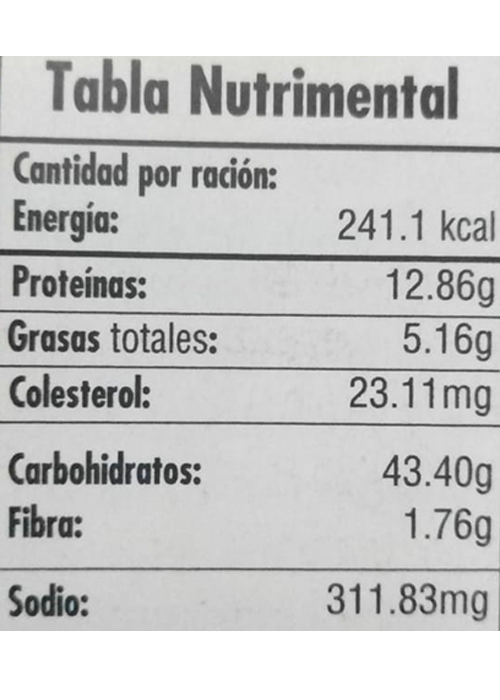 Tabla Nutrimental
Cantidad por ración:
Energía: 241.1 kcal
Proteínas: 12.86g
Grasas totales: 5.16g
Colesterol: 23.11mg
Carbohidratos: 43.40g
Fibra: 1.76g
Sodio: 311.83mg